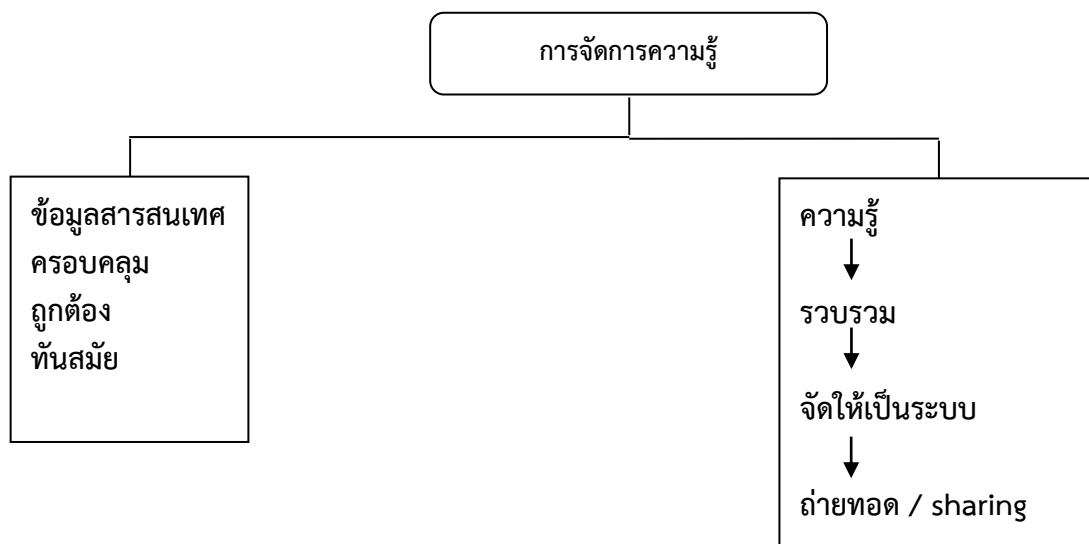 การจัดการความรู้
ข้อมูลสารสนเทศ
ครอบคลุม
ถูกต้อง
ทันสมัย
ความรู้
รวบรวม
จัดให้เป็นระบบ
ถ่ายทอด / sharing